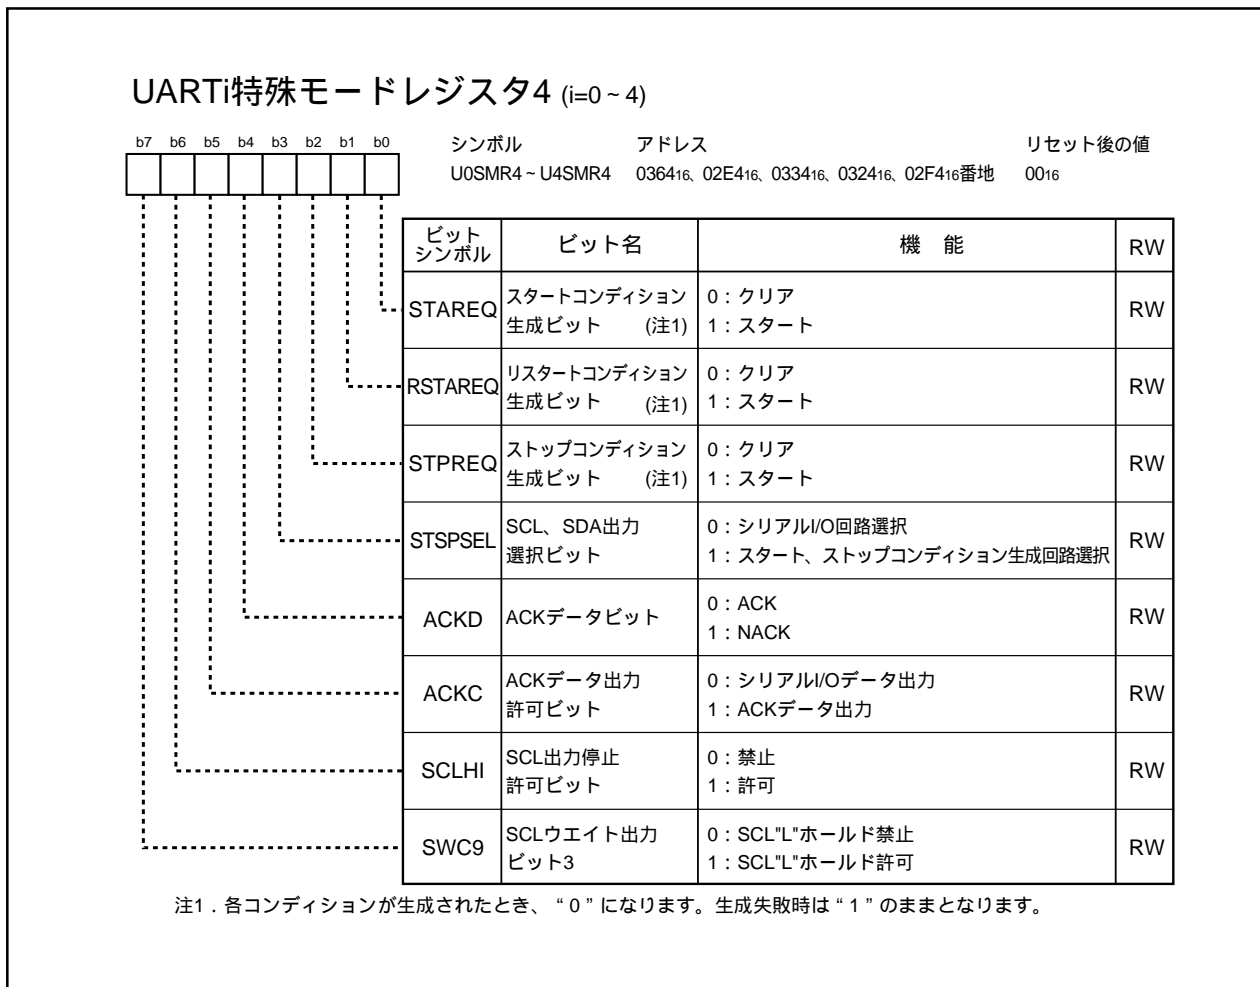 UARTi特殊モードレジスタ4 (i=0~4)
b7 b6 b5 b4 b3 b2 b1 b0
シンボル アドレス リセット後の値
U0SMR4~U4SMR4 036416、02E416、033416、032416、02F416番地 0016
ビット
シンボル
ビット名 機 能 RW
STAREQ
スタートコンディション
生成ビット (注1)
0:クリア
1:スタート
RW
RSTAREQ
リスタートコンディション
生成ビット (注1)
0:クリア
1:スタート
RW
STPREQ
ストップコンディション
生成ビット (注1)
0:クリア
1:スタート
RW
STSPSEL
SCL、SDA出力
選択ビット
0:シリアルI/O回路選択
1:スタート、ストップコンディション生成回路選択
RW
ACKD
ACKデータビット
0:ACK
1:NACK
RW
ACKC
ACKデータ出力
許可ビット
0:シリアルI/Oデータ出力
1:ACKデータ出力
RW
SCLHI
SCL出力停止
許可ビット
0:禁止
1:許可
RW
SWC9
SCLウエイト出力
ビット3
0:SCL"L"ホールド禁止
1:SCL"L"ホールド許可
RW
注1.各コンディションが生成されたとき、“0”になります。生成失敗時は“1”のままとなります。